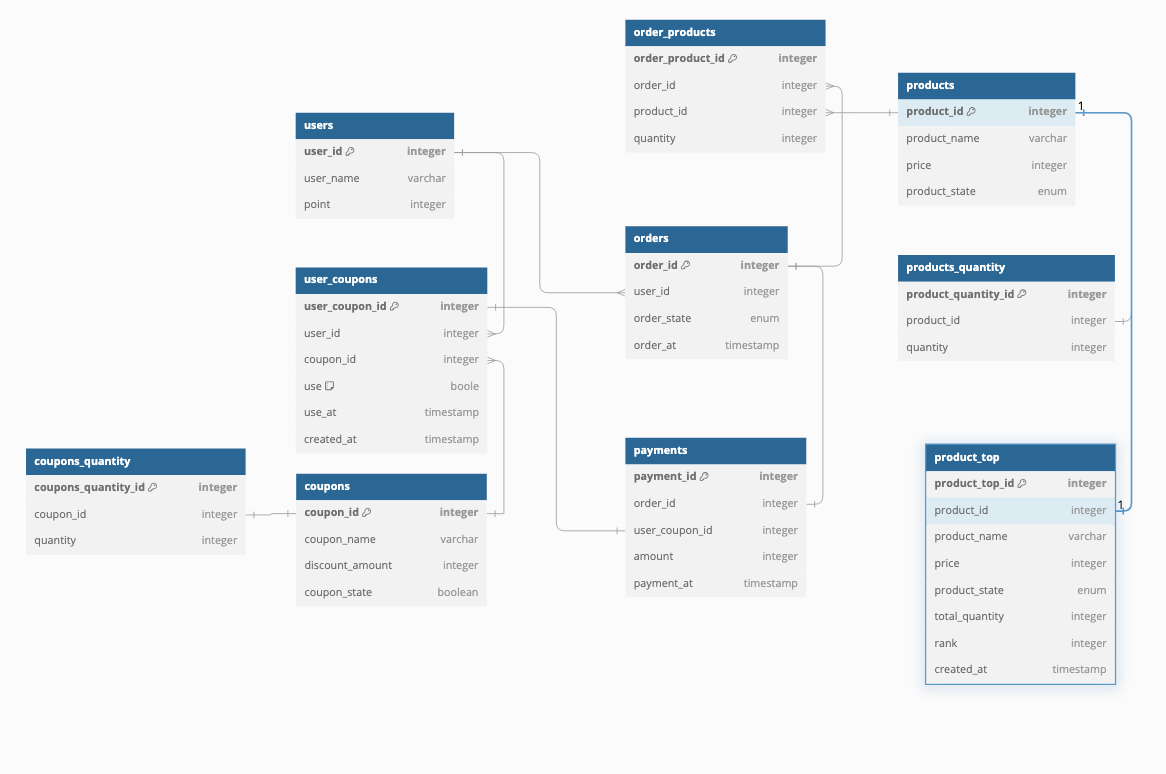 order_products
order_product_id integer
order_id integer
product_id integer
quantity integer
products
product_id integer
product_name varchar
price integer
product_state enum
1
users
user_id integer
user_name varchar
point integer
orders
order_id integer
user_id integer
order_state enum
order_at timestamp
products_quantity
product_quantity_id integer
product_id integer
quantity integer
user_coupons
user_coupon_id integer
user_id integer
coupon_id integer
use boole
use_at timestamp
created_at timestamp
coupons_quantity
coupons_quantity_id integer
coupon_id integer
quantity integer
coupons
coupon_id integer
coupon_name varchar
discount_amount integer
coupon_state boolean
payments
payment_id integer
order_id integer
user_coupon_id integer
amount integer
payment_at timestamp
product_top
product_top_id integer
product_id integer
1
product_name varchar
price integer
product_state enum
total_quantity integer
rank integer
created_at timestamp